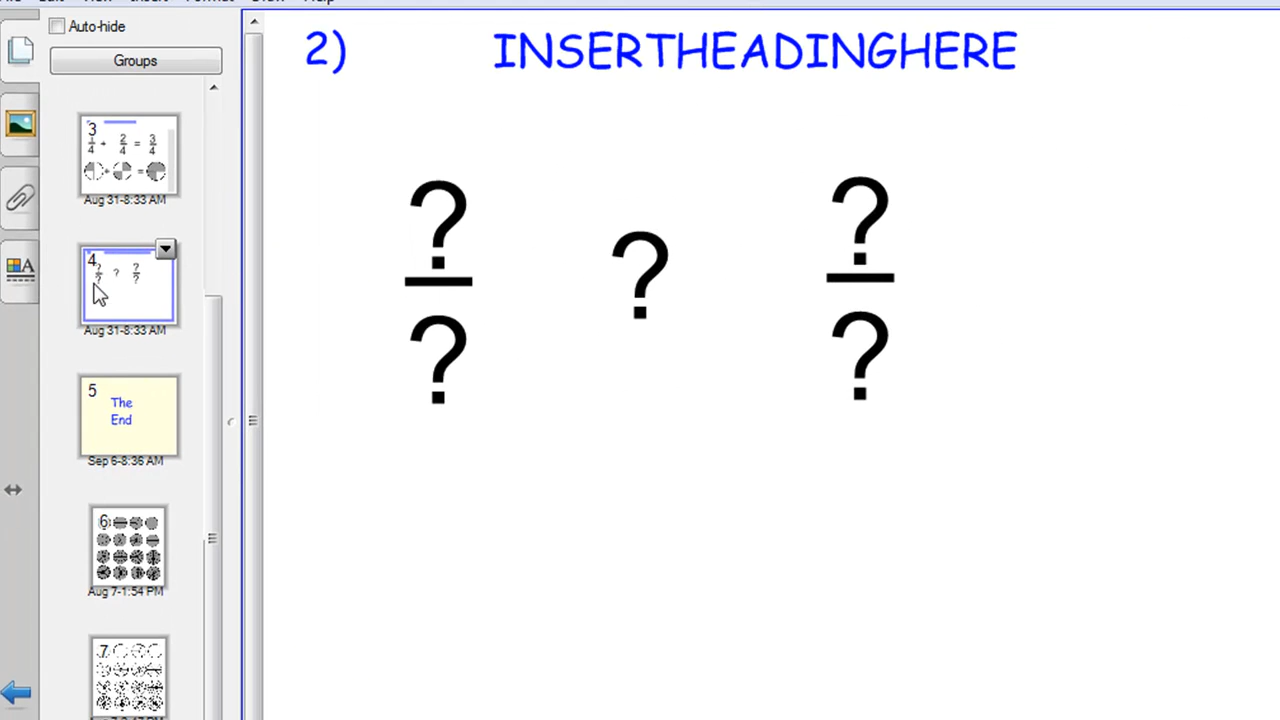 Auto-hide
Groups
3
1 + 2 = 3
4 4 4
Aug 31-8:33 AM
4
? ? ?
? ?
Aug 31-8:33 AM
5
The
End
Sep 6-8:36 AM
6
Aug 7-1:54 PM
7
2) INSERTHEADINGHERE
? ? ?
? ?